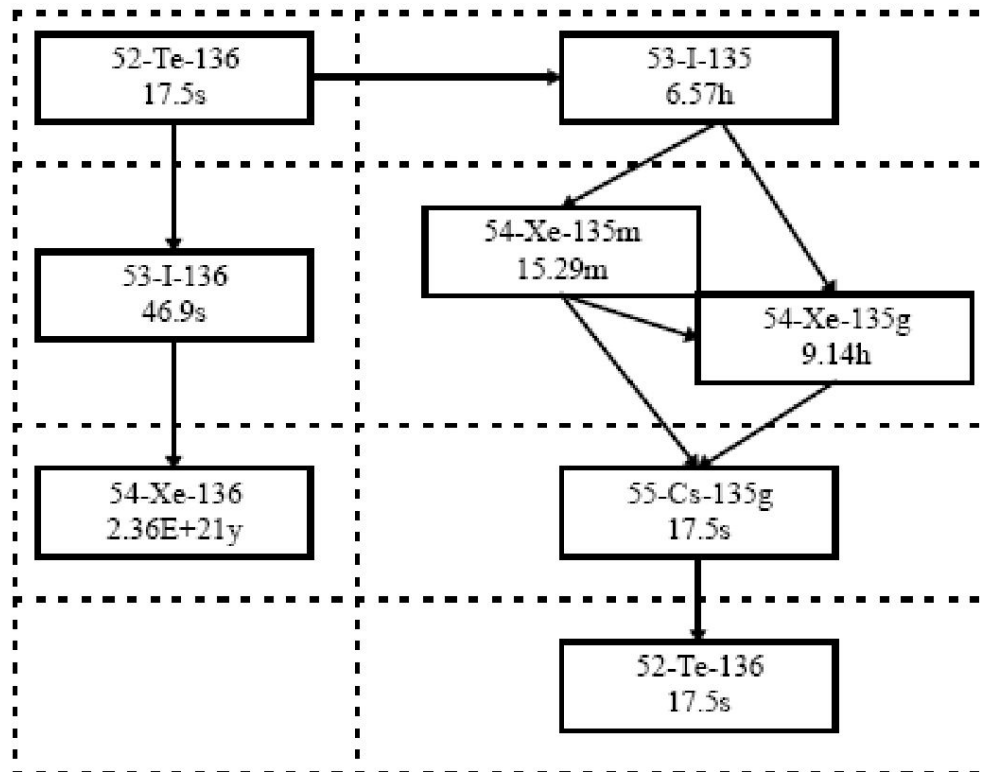 52-Te-136
17.5s
53-I-135
6.57h
54-Xe-135m
15.29m
53-I-136
46.9s
54-Xe-135g
9.14h
54-Xe-136
2.36E+21y
55-Cs-135g
17.5s
52-Te-136
17.5s